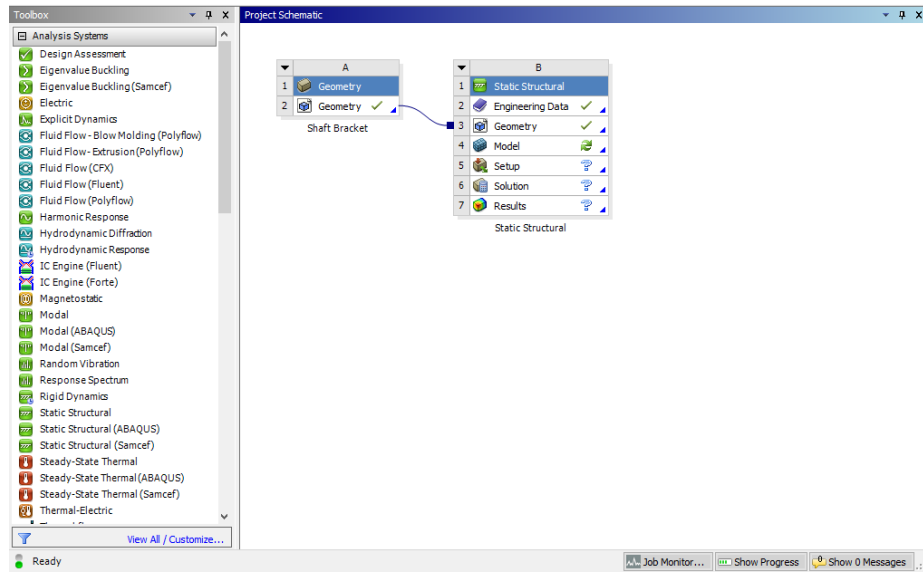 Toolbox
Project Schematic
Analysis Systems
Design Assessment
Eigenvalue Buckling
Eigenvalue Buckling (Samcef)
Electric
Explicit Dynamics
Fluid Flow - Blow Molding (Polyflow)
Fluid Flow - Extrusion (Polyflow)
Fluid Flow (CFX)
Fluid Flow (Fluent)
Fluid Flow (Polyflow)
Harmonic Response
Hydrodynamic Diffraction
Hydrodynamic Response
IC Engine (Fluent)
IC Engine (Forte)
Magnetostatic
Modal
Modal (ABAQUS)
Modal (Samcef)
Random Vibration
Response Spectrum
Rigid Dynamics
Static Structural
Static Structural (ABAQUS)
Static Structural (Samcef)
Steady-State Thermal
Steady-State Thermal (ABAQUS)
Steady-State Thermal (Samcef)
Thermal-Electric
View All / Customize...
A
1 Geometry
2 Geometry
Shaft Bracket
B
1 Static Structural
2 Engineering Data
3 Geometry
4 Model
5 Setup
6 Solution
7 Results
Static Structural
Ready
Job Monitor...
Show Progress
0 Show 0 Messages